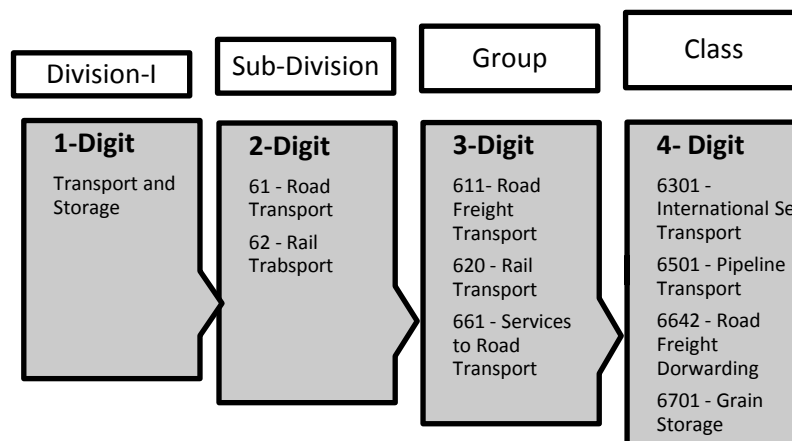 Division-I
Sub-Division
Group
Class
1-Digit
Transport and
Storage
2-Digit
61 - Road
Transport
62 - Rail
Trabsport
3-Digit
611- Road
Freight
Transport
620 - Rail
Transport
661 - Services
to Road
Transport
4- Digit
6301 -
International Se
Transport
6501 - Pipeline
Transport
6642 - Road
Freight
Dorwarding
6701 - Grain
Storage